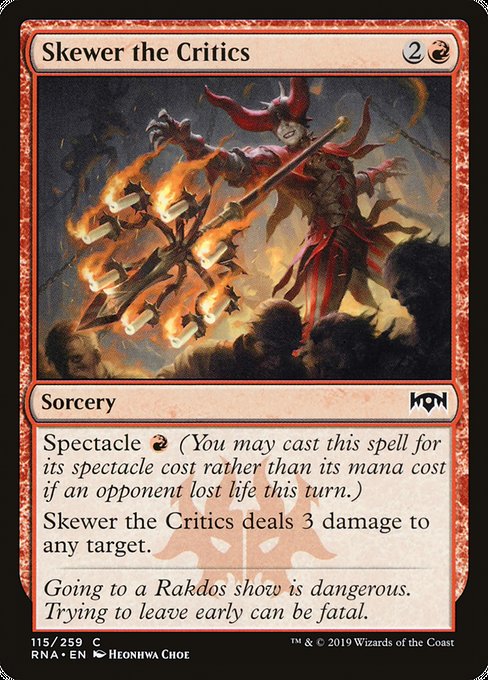 Skewer the Critics 2
Sorcery
Spectacle (You may cast this spell for
its spectacle cost rather than its mana cost
if an opponent lost life this turn.)
Skewer the Critics deals 3 damage to
any target.
Going to a Rakdos show is dangerous.
Trying to leave early can be fatal.
115/259 C
RNA • EN Heonhwa Choe
™ & © 2019 Wizards of the Coast